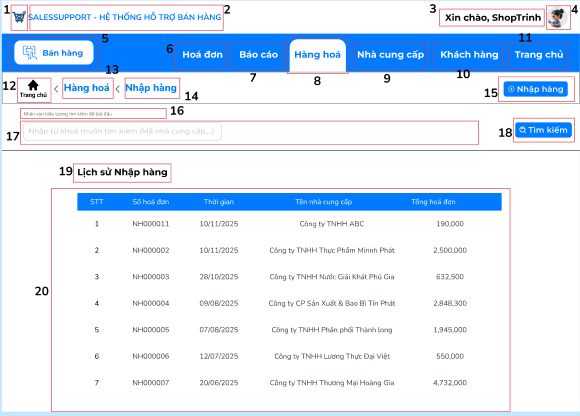 1 SALESSUPPORT - HỆ THỐNG HỖ TRỢ BÁN HÀNG 2 3 Xin chào, ShopTrinh 4
5 Bán hàng 6 Hoá đơn 7 Báo cáo 8 Hàng hoá 9 Nhà cung cấp 10 Khách hàng 11 Trang chủ
12 Trang chủ < 13 Hàng hoá < Nhập hàng 14 15 Nhập hàng
Nhấn vào biểu tượng tìm kiếm để bắt đầu 16
17 Nhập từ khoá muốn tìm kiếm (Mã nhà cung cấp,...) 18 Tìm kiếm
19 Lịch sử Nhập hàng
20
STT Số hoá đơn Thời gian Tên nhà cung cấp Tổng hoá đơn
1 NH000011 10/11/2025 Công ty TNHH ABC 190,000
2 NH000002 10/11/2025 Công ty TNHH Thực Phẩm Minnh Phát 2,500,000
3 NH000003 28/10/2025 Công ty TNHH Nước Giải Khát Phú Gia 632,500
4 NH000004 09/08/2025 Công ty CP Sản Xuất & Bao Bì Tín Phát 2,848,300
5 NH000005 07/08/2025 Công ty TNHH Phân phối Thành long 1,945,000
6 NH000006 12/07/2025 Công ty TNHH Lương Thực Đại Việt 550,000
7 NH000007 20/06/2025 Công ty TNHH Thương Mại Hoàng Gia 4,732,000